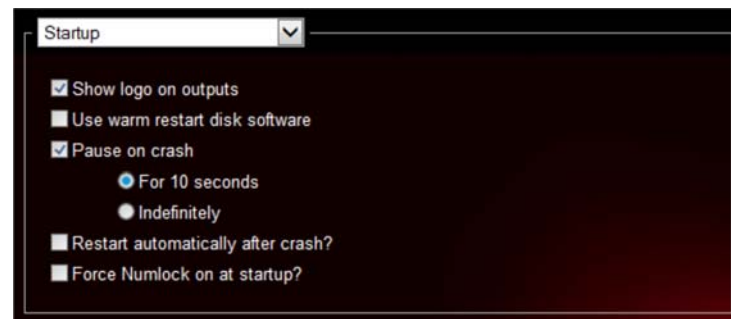 Startup
Show logo on outputs
Use warm restart disk software
Pause on crash
For 10 seconds
Indefinitely
Restart automatically after crash?
Force Numlock on at startup?